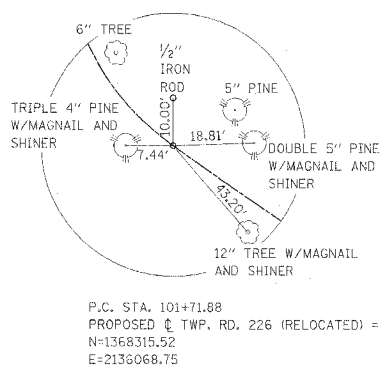 6" TREE
1/2"
IRON
ROD
5" PINE
TRIPLE 4" PINE
W/MAGNAIL AND
SHINER
10.00'
18.81'
7.44'
DOUBLE 5" PINE
W/MAGNAIL AND
SHINER
43.20'
12" TREE W/MAGNAIL
AND SHINER
P.C. STA. 101+71.88
PROPOSED ℄ TWP. RD. 226 (RELOCATED) =
N=1368315.52
E=2136068.75